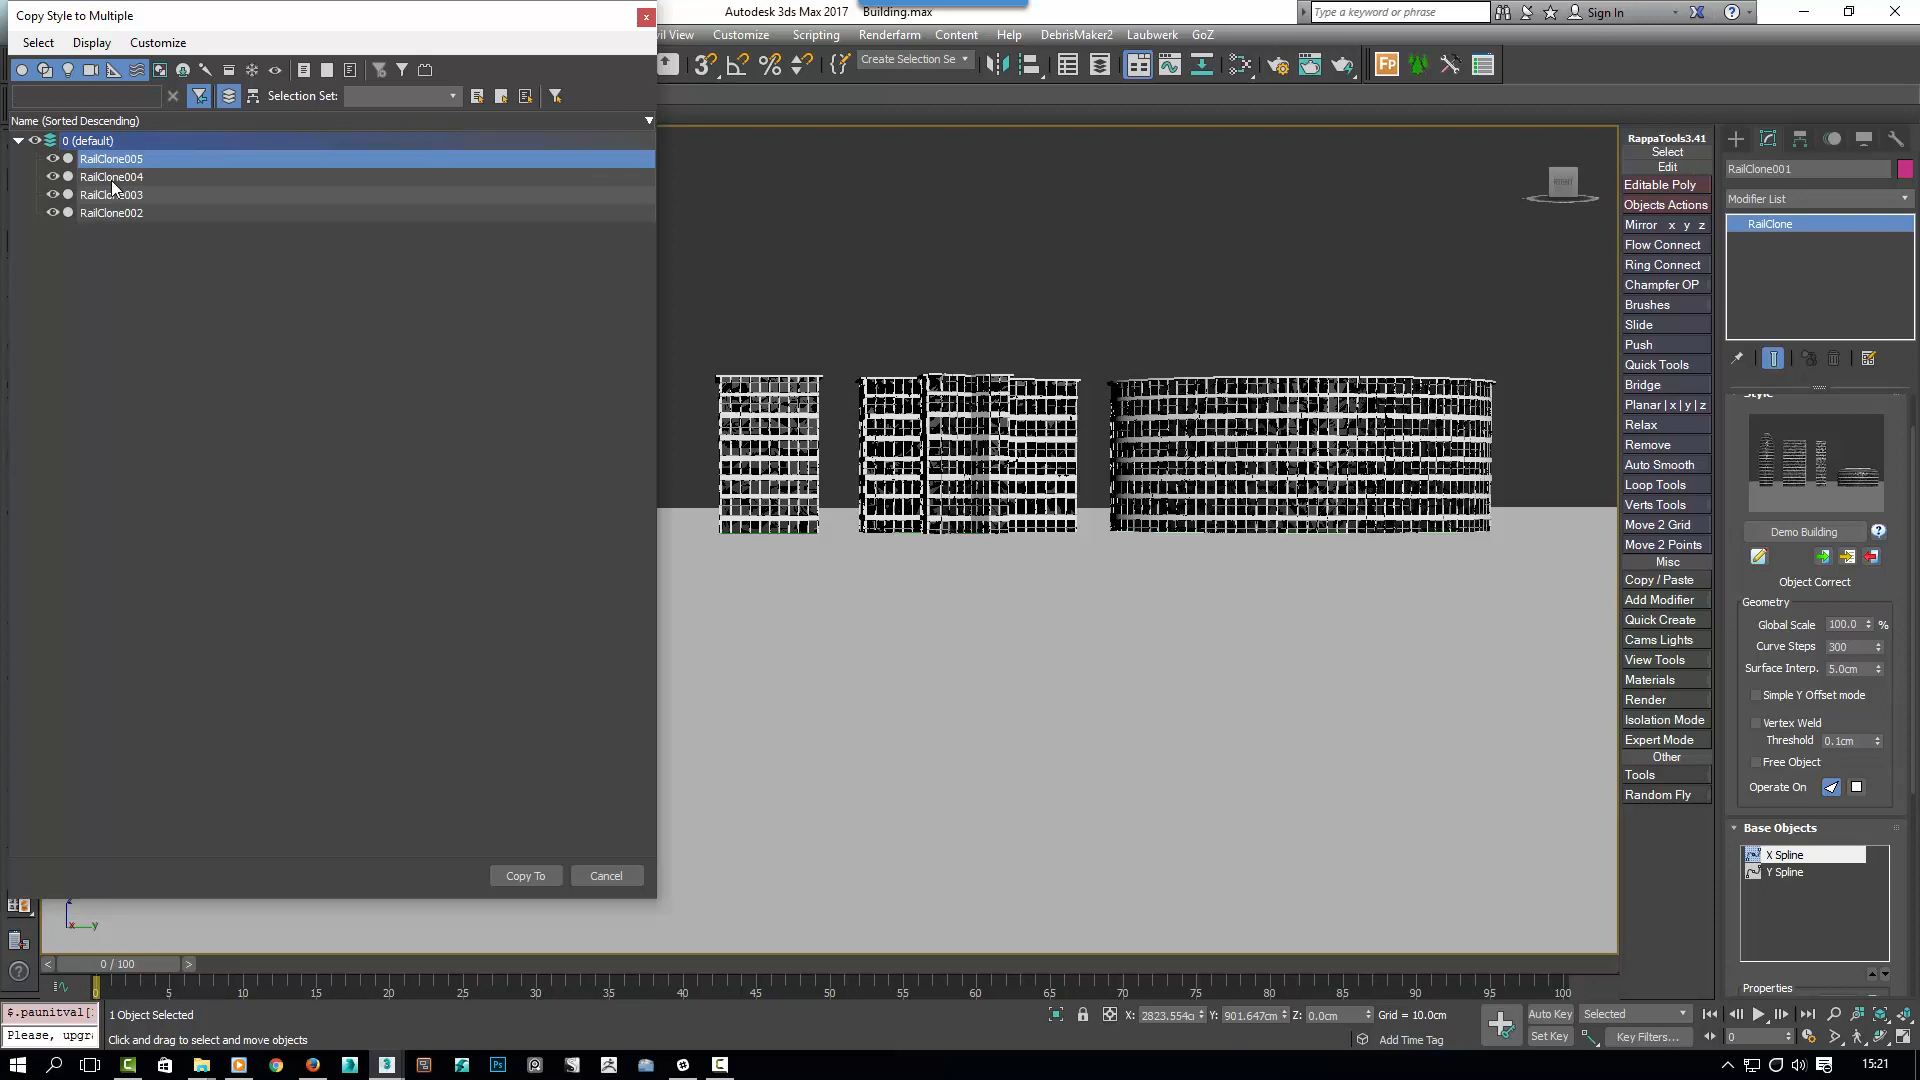 Copy Style to Multiple
Autodesk 3ds Max 2017 Building.max
Type a keyword or phrase
Sign In
Select Display Customize
vil View Customize Scripting Renderfarm Content Help DebrisMaker2 Laubwerk GoZ
Create Selection Se
Selection Set:
Name (Sorted Descending)
0 (default)
RailClone005
RailClone004
RailClone003
RailClone002
Copy To Cancel
RIGHT
RappaTools3.41
Select
Edit
Editable Poly
Objects Actions
Mirror x y z
Flow Connect
Ring Connect
Champfer OP
Brushes
Slide
Push
Quick Tools
Bridge
Planar | x | y | z
Relax
Remove
Auto Smooth
Loop Tools
Verts Tools
Move 2 Grid
Move 2 Points
Misc
Copy / Paste
Add Modifier
Quick Create
Cams Lights
View Tools
Materials
Render
Isolation Mode
Expert Mode
Other
Tools
Random Fly
RailClone001
Modifier List
RailClone
Style
Demo Building
Object Correct
Geometry
Global Scale 100.0 %
Curve Steps 300
Surface Interp. 5.0cm
Simple Y Offset mode
Vertex Weld
Threshold 0.1cm
Free Object
Operate On
Base Objects
X Spline
Y Spline
Properties
z
x y
< 0 / 100 >
0 5 10 15 20 25 30 35 40 45 50 55 60 65 70 75 80 85 90 95 100
$.paunitval[
Please, upgr
1 Object Selected
Click and drag to select and move objects
X: 2823.554c Y: 901.647cm Z: 0.0cm Grid = 10.0cm
Add Time Tag
Auto Key Selected
Set Key Key Filters...
0
15:21